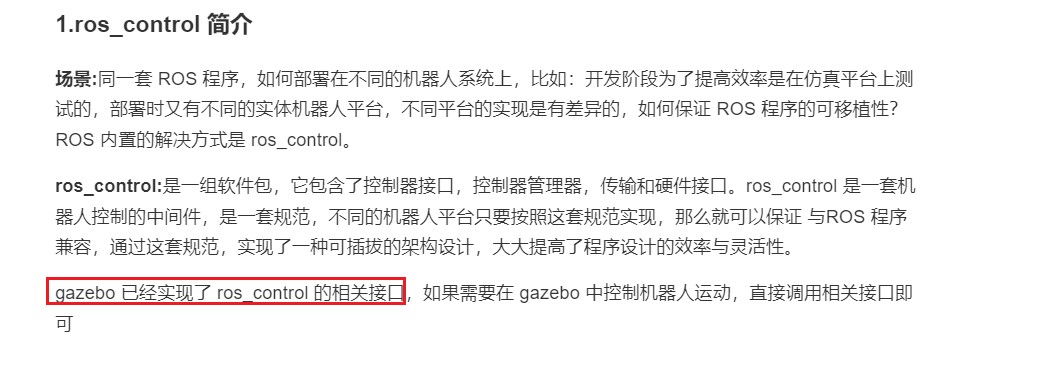 1.ros_control 简介
场景:同一套 ROS 程序，如何部署在不同的机器人系统上，比如：开发阶段为了提高效率是在仿真平台上测
试的，部署时又有不同的实体机器人平台，不同平台的实现是有差异的，如何保证 ROS 程序的可移植性?
ROS 内置的解决方式是 ros_control。
ros_control:是一组软件包，它包含了控制器接口，控制器管理器，传输和硬件接口。ros_control 是一套机
器人控制的中间件，是一套规范，不同的机器人平台只要按照这套规范实现，那么就可以保证 与ROS 程序
兼容，通过这套规范，实现了一种可插拔的架构设计，大大提高了程序设计的效率与灵活性。
gazebo 已经实现了 ros_control 的相关接口，如果需要在 gazebo 中控制机器人运动，直接调用相关接口即
可